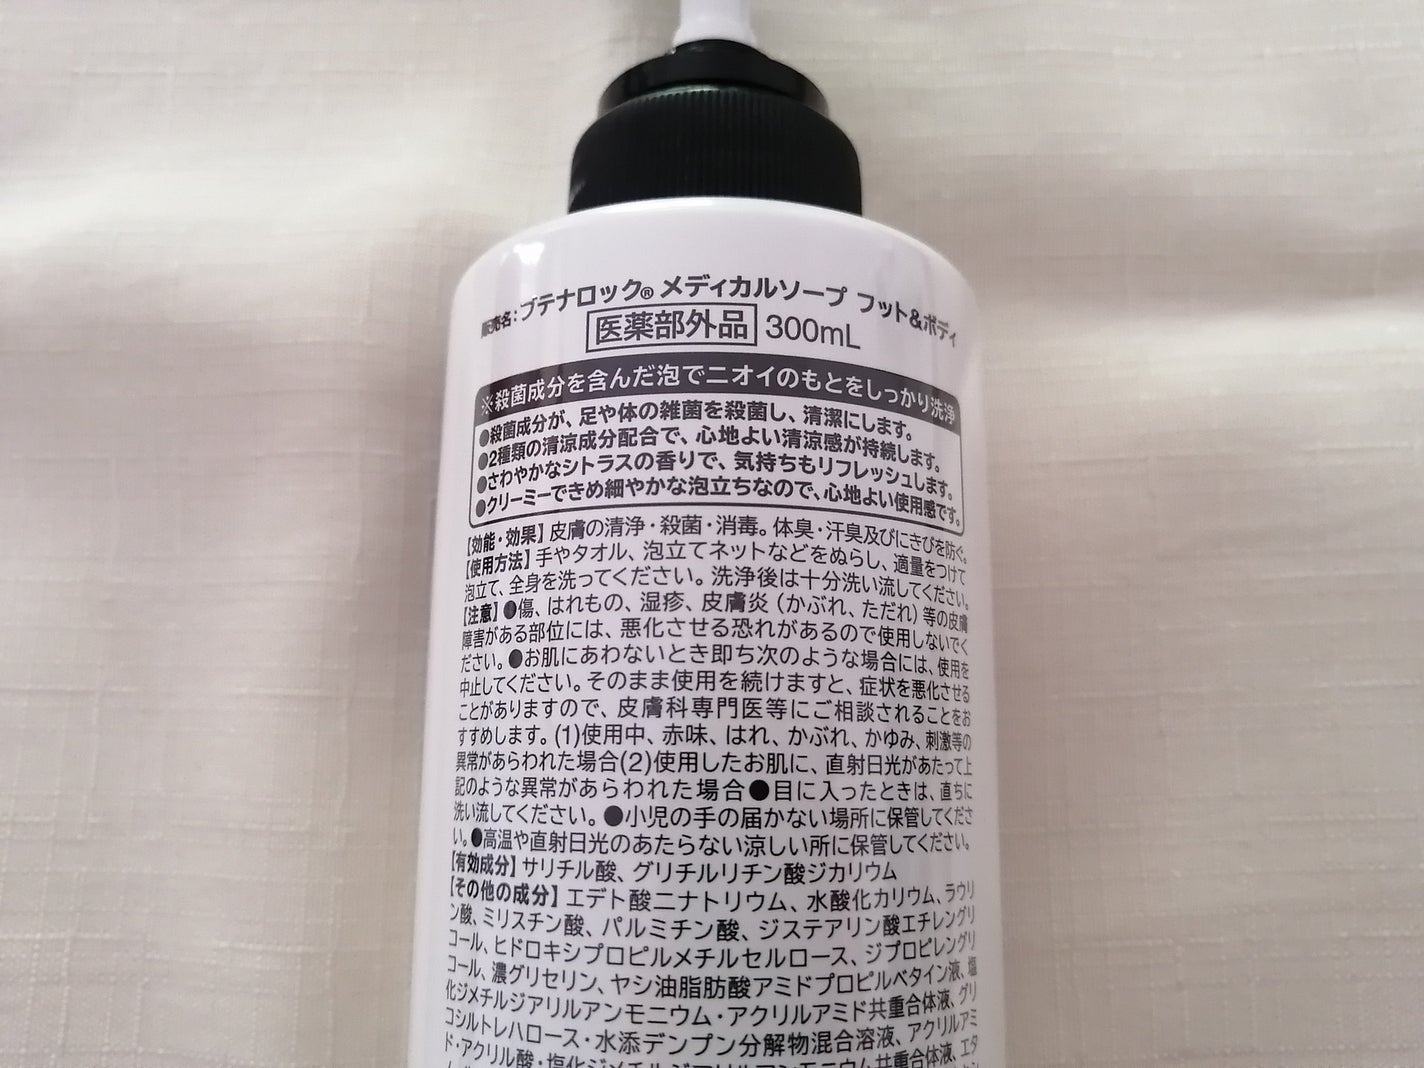 販売名：ブテナロック® メディカルソープ フット&ボディ
医薬部外品 300mL
※殺菌成分を含んだ泡でニオイのもとをしっかり洗浄
●殺菌成分が、足や体の雑菌を殺菌し、清潔にします。
●2種類の清涼成分配合で、心地よい清涼感が持続します。
●さわやかなシトラスの香りで、気持ちもリフレッシュします。
●クリーミーできめ細やかな泡立ちなので、心地よい使用感です。
【効能・効果】皮膚の清浄・殺菌・消毒。体臭・汗臭及びにきびを防ぐ。
【使用方法】手やタオル、泡立てネットなどをぬらし、適量をつけて
泡立て、全身を洗ってください。洗浄後は十分洗い流してください。
【注意】●傷、はれもの、湿疹、皮膚炎（かぶれ、ただれ）等の皮膚
障害がある部位には、悪化させる恐れがあるので使用しないでく
ださい。●お肌にあわないとき即ち次のような場合には、使用を
中止してください。そのまま使用を続けますと、症状を悪化させる
ことがありますので、皮膚科専門医等にご相談されることをお
すすめします。(1)使用中、赤味、はれ、かぶれ、かゆみ、刺激等の
異常があらわれた場合(2)使用したお肌に、直射日光があたって上
記のような異常があらわれた場合●目に入ったときは、直ちに
洗い流してください。●小児の手の届かない場所に保管してくださ
い。●高温や直射日光のあたらない涼しい所に保管してください。
【有効成分】サリチル酸、グリチルリチン酸ジカリウム
【その他の成分】エデト酸二ナトリウム、水酸化カリウム、ラウリ
ン酸、ミリスチン酸、パルミチン酸、ジステアリン酸エチレングリ
コール、ヒドロキシプロピルメチルセルロース、ジプロピレングリ
コール、濃グリセリン、ヤシ油脂肪酸アミドプロピルベタイン液、塩
化ジメチルジアリルアンモニウム・アクリルアミド共重合体液、グリ
コシルトレハロース・水添デンプン分解物混合溶液、アクリルアミ
ド・アクリル酸・塩化ジメチルジアリルアンモニウム共重合体液、エタ